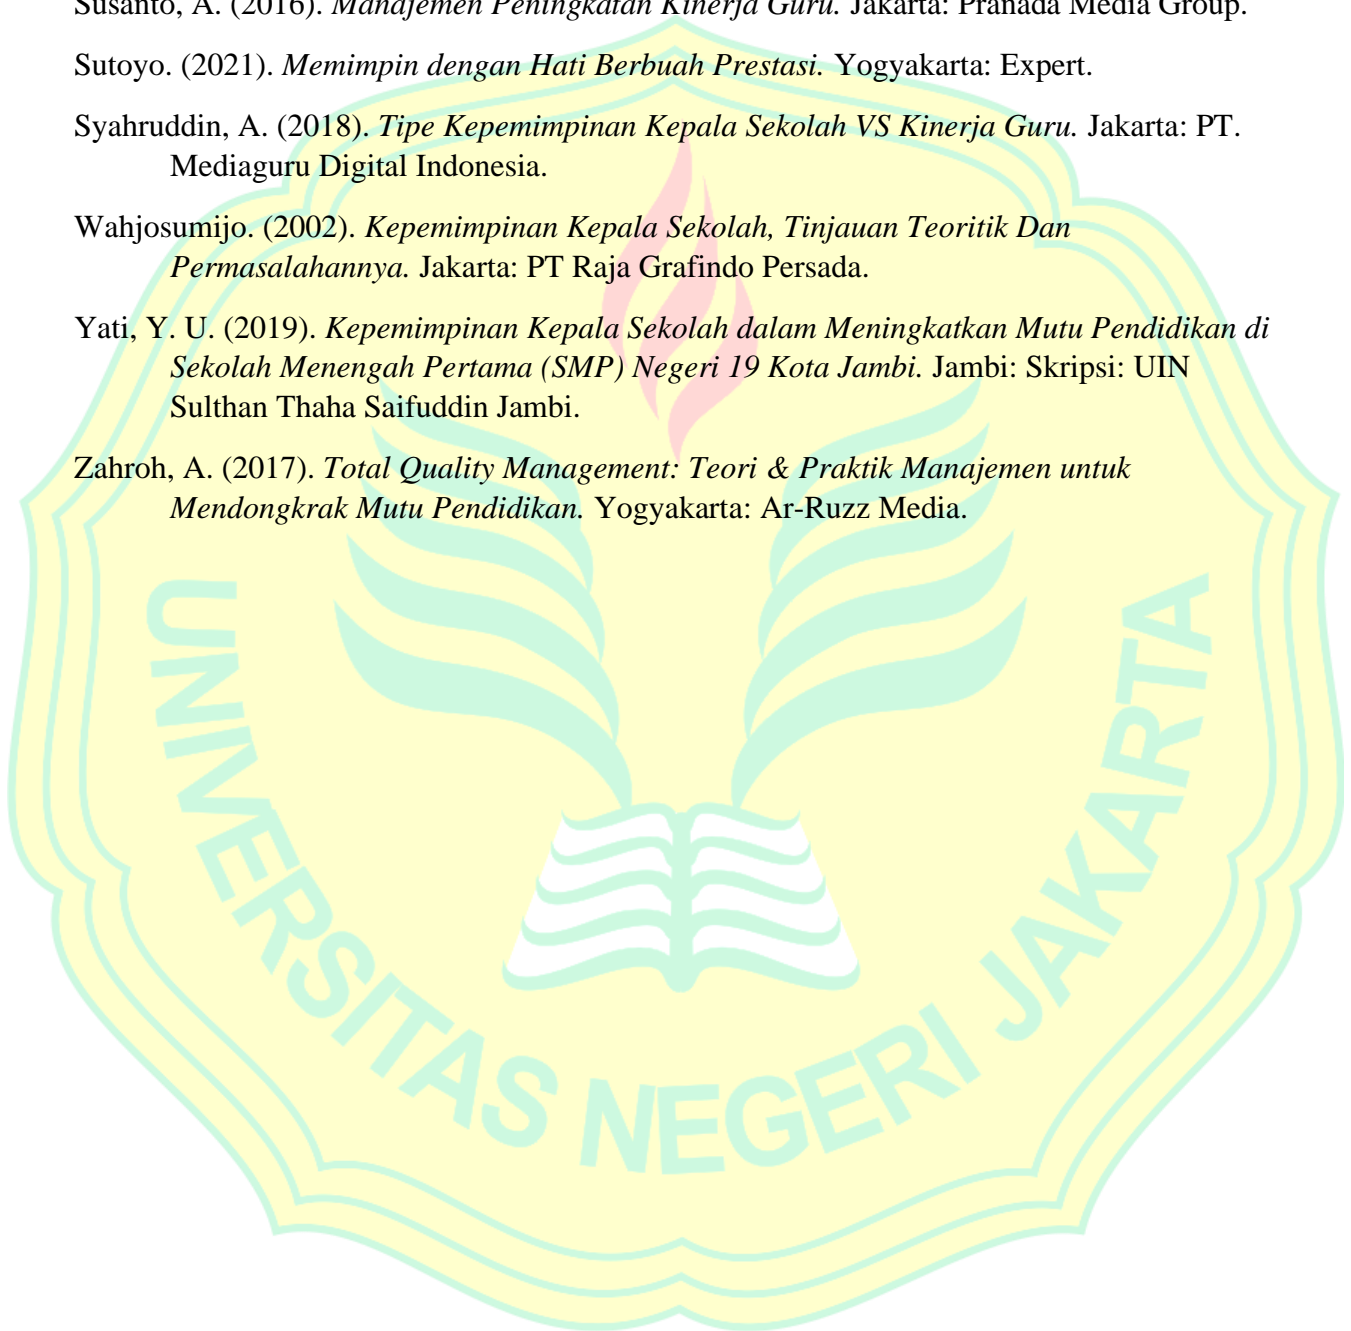 Susanto, A. (2016). Manajemen Peningkatan Kinerja Guru. Jakarta: Pranada Media Group.
Sutoyo. (2021). Memimpin dengan Hati Berbuah Prestasi. Yogyakarta: Expert.
Syahruddin, A. (2018). Tipe Kepemimpinan Kepala Sekolah VS Kinerja Guru. Jakarta: PT.
Mediaguru Digital Indonesia.
Wahjosumijo. (2002). Kepemimpinan Kepala Sekolah, Tinjauan Teoritik Dan
Permasalahannya. Jakarta: PT Raja Grafindo Persada.
Yati, Y. U. (2019). Kepemimpinan Kepala Sekolah dalam Meningkatkan Mutu Pendidikan di
Sekolah Menengah Pertama (SMP) Negeri 19 Kota Jambi. Jambi: Skripsi: UIN
Sulthan Thaha Saifuddin Jambi.
Zahroh, A. (2017). Total Quality Management: Teori & Praktik Manajemen untuk
Mendongkrak Mutu Pendidikan. Yogyakarta: Ar-Ruzz Media.
UNIVERSITAS NEGERI JAKARTA